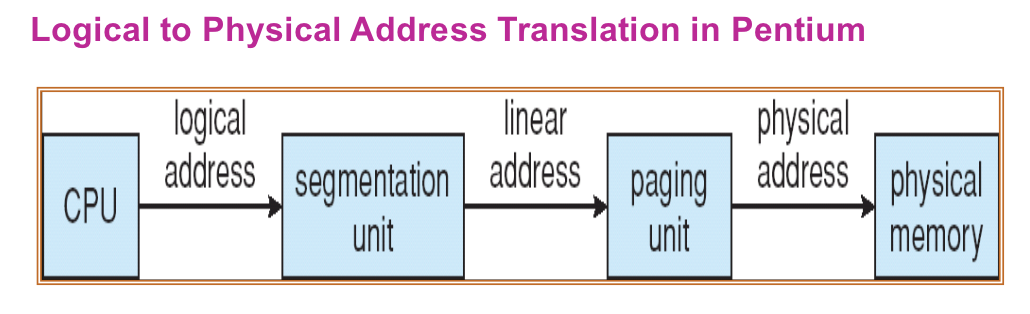 Logical to Physical Address Translation in Pentium
CPU
logical
address
segmentation
unit
linear
address
paging
unit
physical
address
physical
memory